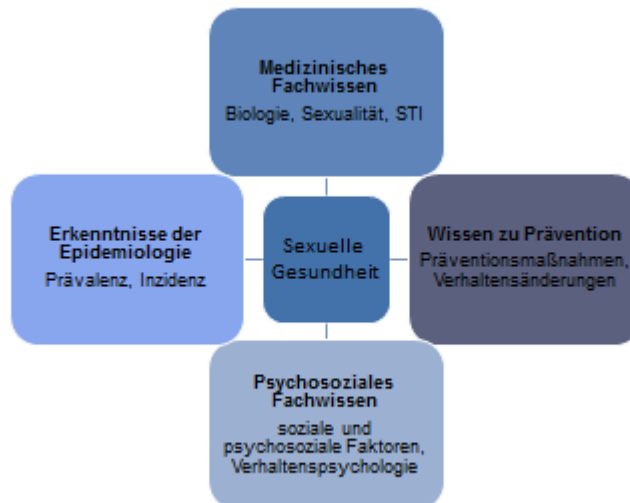 Medizinisches
Fachwissen
Biologie, Sexualität, STI
Erkenntnisse der
Epidemiologie
Prävalenz, Inzidenz
Sexuelle
Gesundheit
Wissen zu Prävention
Präventionsmaßnahmen,
Verhaltensänderungen
Psychosoziales
Fachwissen
soziale und
psychosoziale Faktoren,
Verhaltenspsychologie